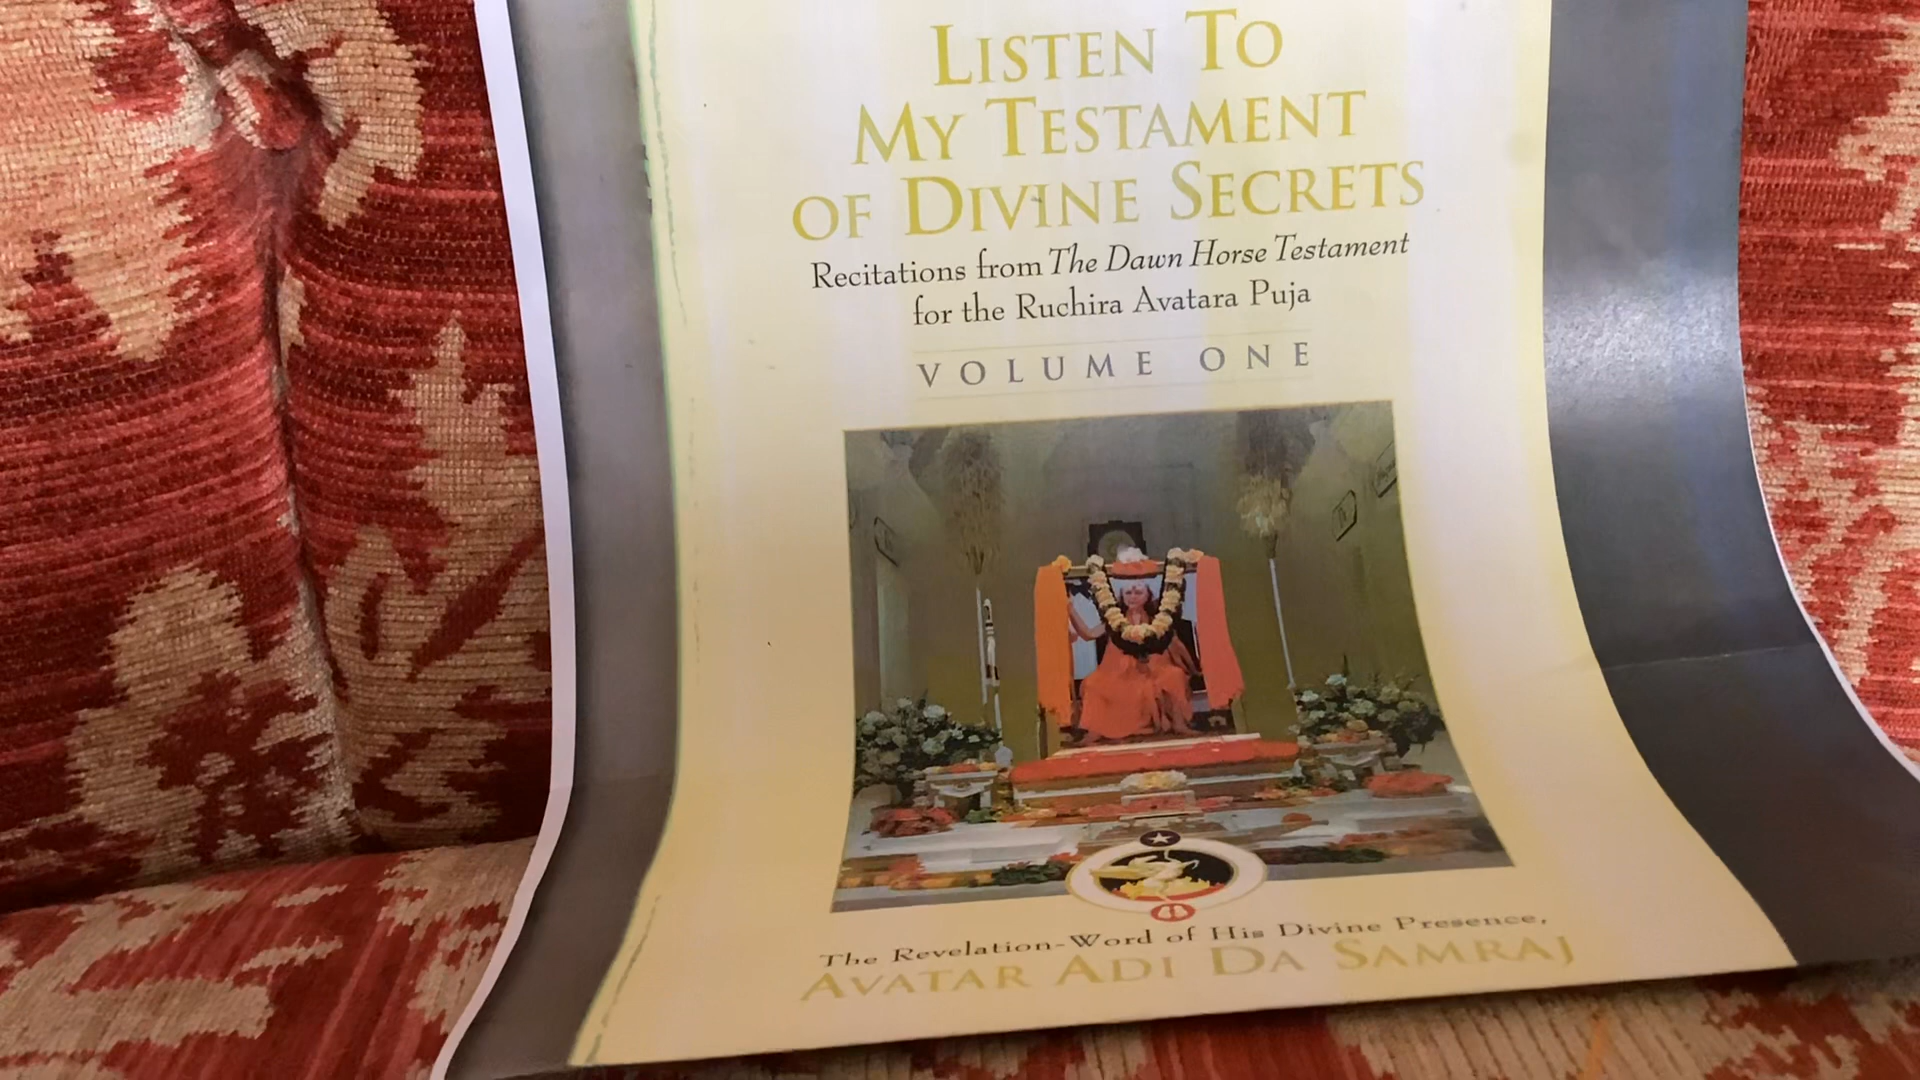 LISTEN TO
MY TESTAMENT
OF DIVINE SECRETS
Recitations from The Dawn Horse Testament
for the Ruchira Avatara Puja
VOLUME ONE
The Revelation-Word of His Divine Presence,
AVATAR ADI DA SAMRAJ